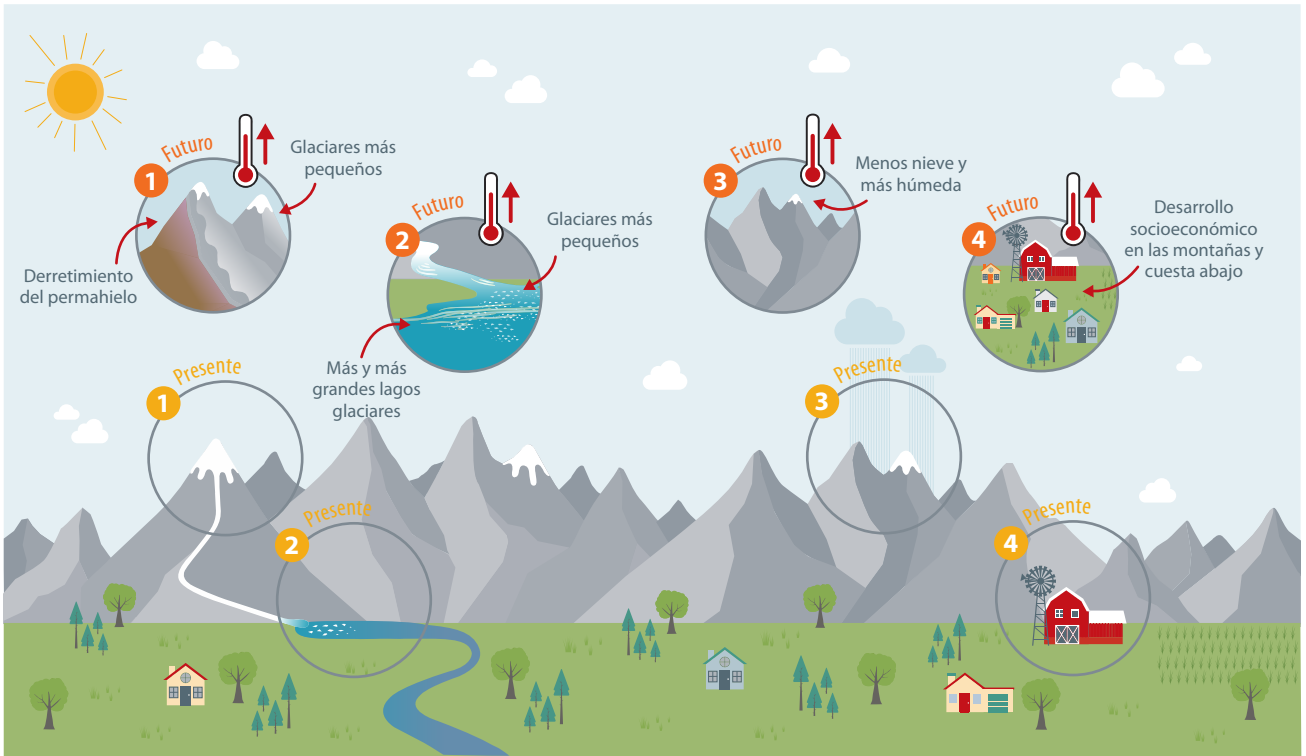 1
Futuro
Glaciares más
pequeños
Derretimiento
del permahielo
2
Futuro
Glaciares más
pequeños
Más y más
grandes lagos
glaciares
3
Futuro
Menos nieve y
más húmeda
4
Futuro
Desarrollo
socioeconómico
en las montañas y
cuesta abajo
1
Presente
2
Presente
3
Presente
4
Presente